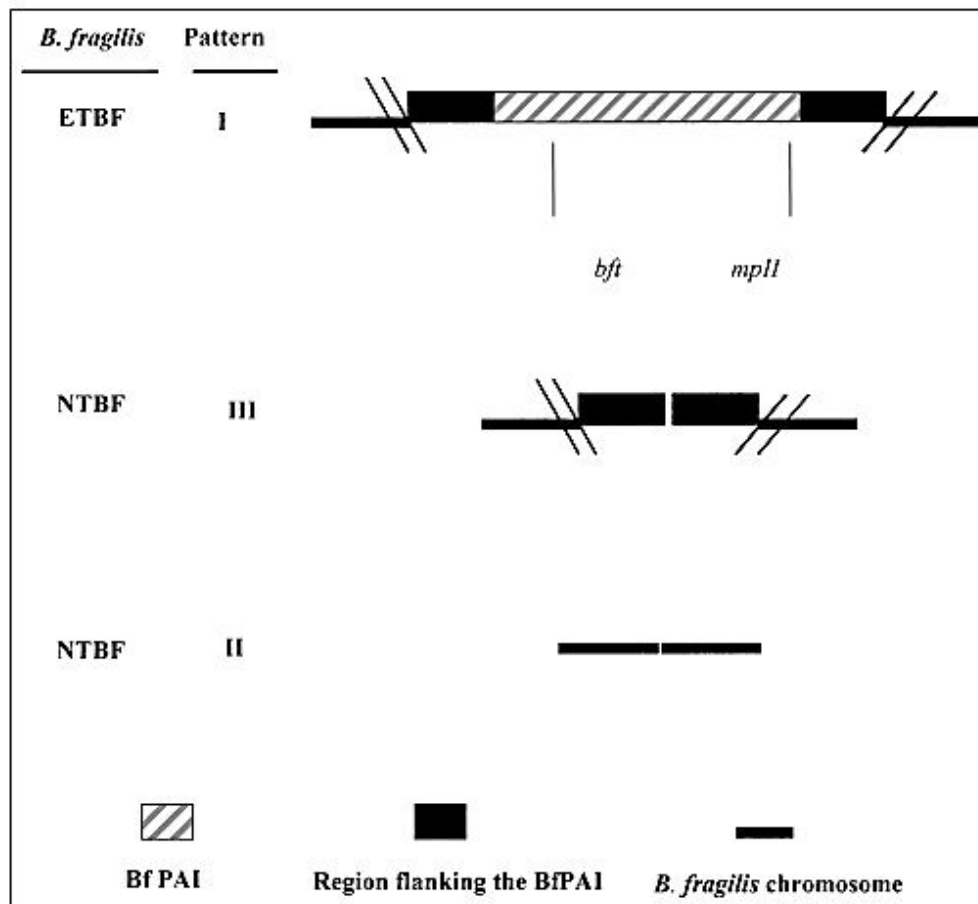 B. fragilis Pattern
ETBF I
bft mpII
NTBF III
NTBF II
Bf PAI Region flanking the BfPAI B. fragilis chromosome